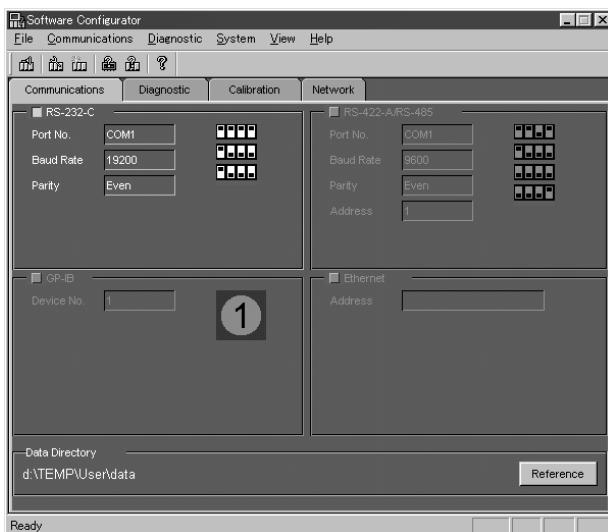 Software Configurator
File Communications Diagnostic System View Help
Communications Diagnostic Calibration Network
RS-232-C
Port No. COM1
Baud Rate 19200
Parity Even
RS-422-A/RS-485
Port No. COM1
Baud Rate 9600
Parity Even
Address 1
GP-IB
Device No. 1
1
Ethernet
Address
Data Directory
d:\TEMP\User\data
Reference
Ready